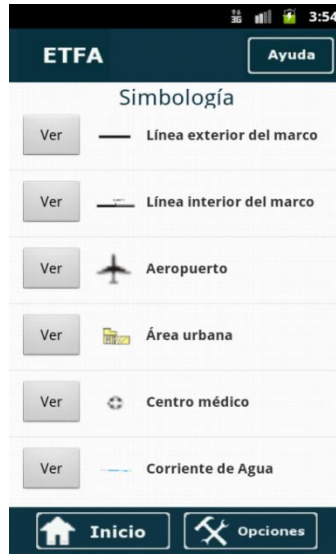 3G 3:54
ETFA
Ayuda
Simbología
Ver Línea exterior del marco
Ver Línea interior del marco
Ver Aeropuerto
Ver Área urbana
Ver Centro médico
Ver Corriente de Agua
Inicio Opciones